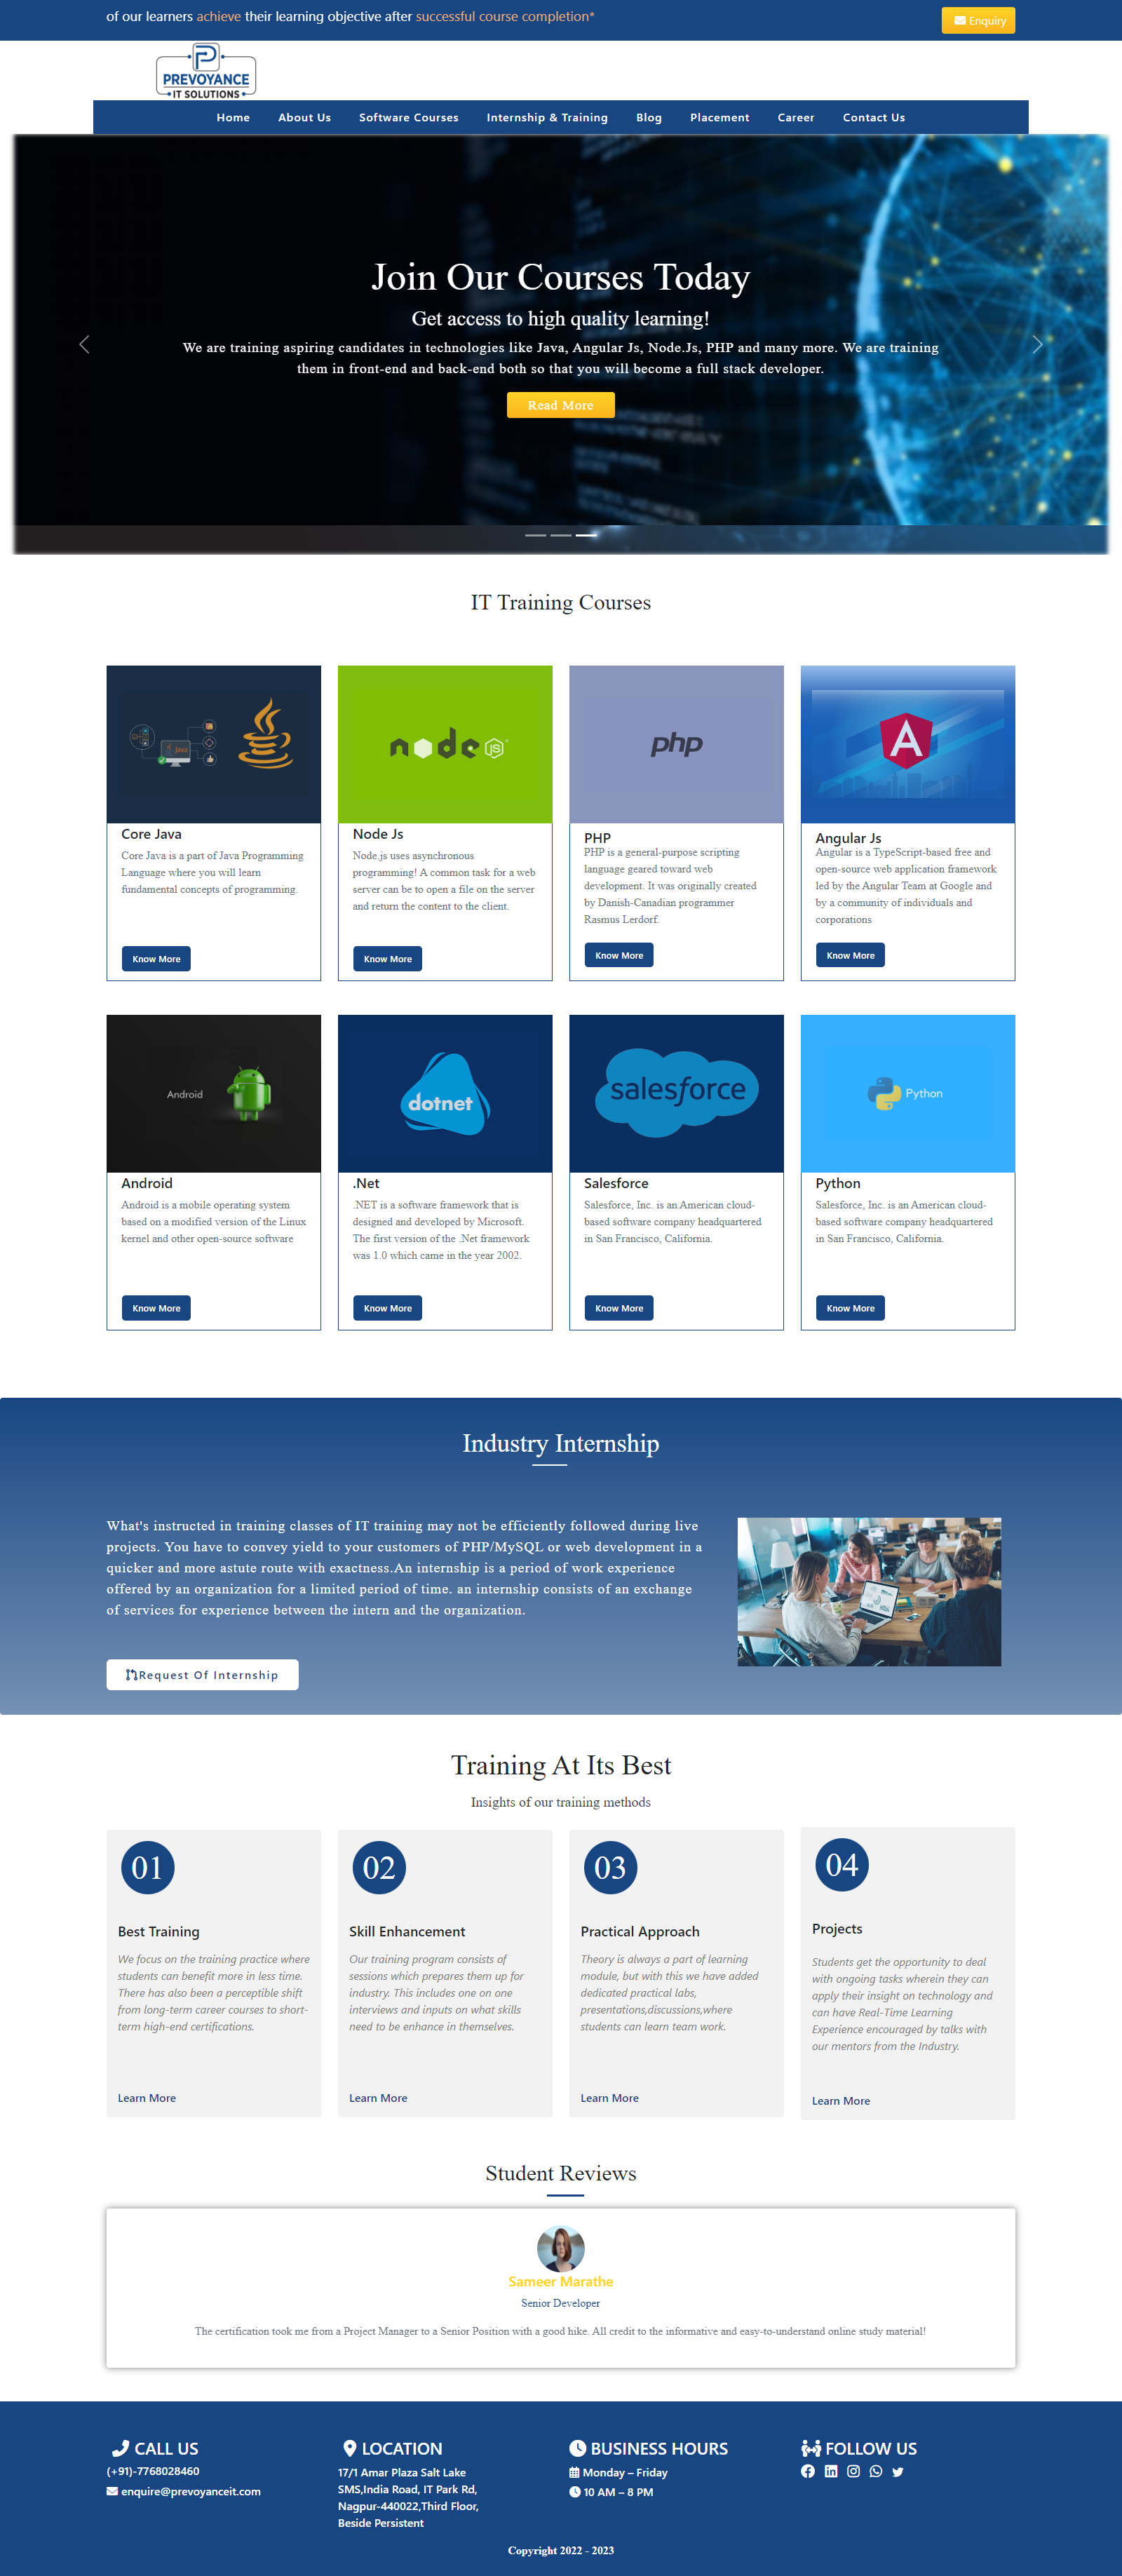 of our learners achieve their learning objective after successful course completion*
Enquiry
P
PREVOYANCE
IT SOLUTIONS
Home About Us Software Courses Internship & Training Blog Placement Career Contact Us
Join Our Courses Today
Get access to high quality learning!
We are training aspiring candidates in technologies like Java, Angular Js, Node.Js, PHP and many more. We are training
them in front-end and back-end both so that you will become a full stack developer.
Read More
IT Training Courses
Java
Core Java
Core Java is a part of Java Programming
Language where you will learn
fundamental concepts of programming.
Know More
node JS
Node Js
Node.js uses asynchronous
programming! A common task for a web
server can be to open a file on the server
and return the content to the client.
Know More
php
PHP
PHP is a general-purpose scripting
language geared toward web
development. It was originally created
by Danish-Canadian programmer
Rasmus Lerdorf.
Know More
A
Angular Js
Angular is a TypeScript-based free and
open-source web application framework
led by the Angular Team at Google and
by a community of individuals and
corporations
Know More
Android
Android
Android is a mobile operating system
based on a modified version of the Linux
kernel and other open-source software
Know More
dotnet
.Net
.NET is a software framework that is
designed and developed by Microsoft.
The first version of the .Net framework
was 1.0 which came in the year 2002.
Know More
salesforce
Salesforce
Salesforce, Inc. is an American cloud-
based software company headquartered
in San Francisco, California.
Know More
Python
Python
Salesforce, Inc. is an American cloud-
based software company headquartered
in San Francisco, California.
Know More
Industry Internship
What's instructed in training classes of IT training may not be efficiently followed during live
projects. You have to convey yield to your customers of PHP/MySQL or web development in a
quicker and more astute route with exactness.An internship is a period of work experience
offered by an organization for a limited period of time. an internship consists of an exchange
of services for experience between the intern and the organization.
Request Of Internship
Training At Its Best
Insights of our training methods
01
Best Training
We focus on the training practice where
students can benefit more in less time.
There has also been a perceptible shift
from long-term career courses to short-
term high-end certifications.
Learn More
02
Skill Enhancement
Our training program consists of
sessions which prepares them up for
industry. This includes one on one
interviews and inputs on what skills
need to be enhance in themselves.
Learn More
03
Practical Approach
Theory is always a part of learning
module, but with this we have added
dedicated practical labs,
presentations,discussions,where
students can learn team work.
Learn More
04
Projects
Students get the opportunity to deal
with ongoing tasks wherein they can
apply their insight on technology and
can have Real-Time Learning
Experience encouraged by talks with
our mentors from the Industry.
Learn More
Student Reviews
Sameer Marathe
Senior Developer
The certification took me from a Project Manager to a Senior Position with a good hike. All credit to the informative and easy-to-understand online study material!
CALL US
(+91)-7768028460
enquire@prevoyanceit.com
LOCATION
17/1 Amar Plaza Salt Lake
SMS,India Road, IT Park Rd,
Nagpur-440022,Third Floor,
Beside Persistent
BUSINESS HOURS
Monday – Friday
10 AM – 8 PM
FOLLOW US
Copyright 2022 - 2023